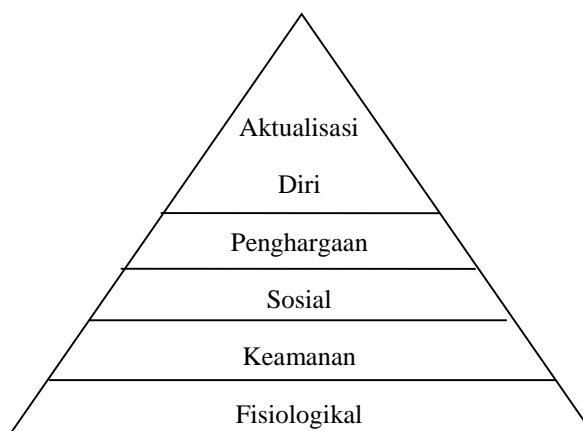 Aktualisasi
Diri
Penghargaan
Sosial
Keamanan
Fisiologikal